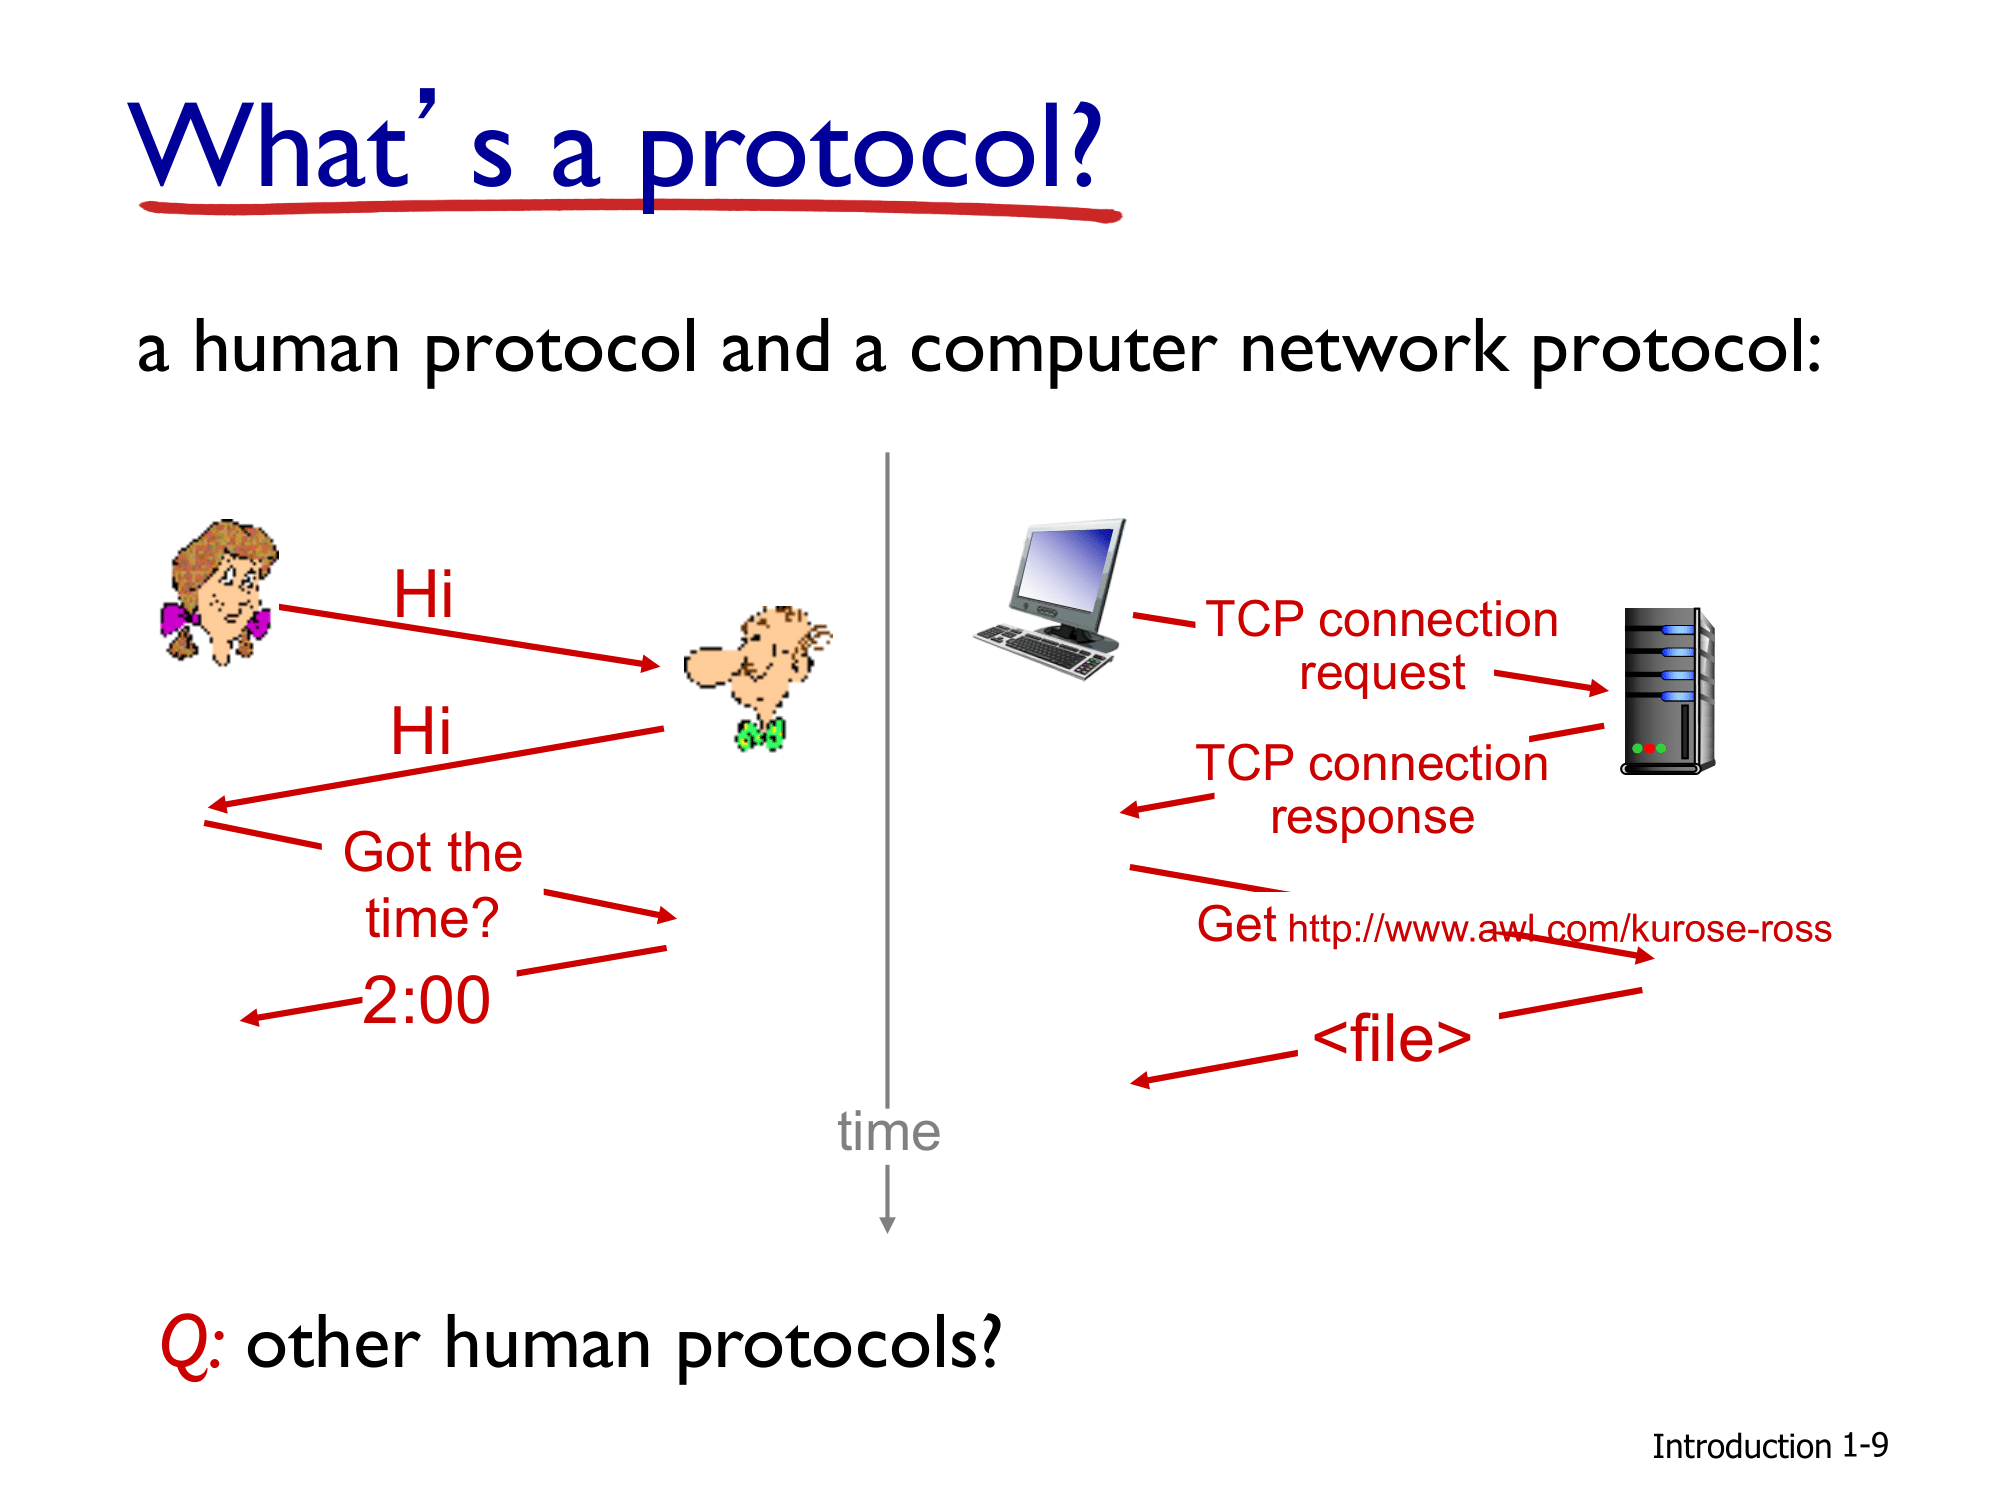 What's a protocol?
a human protocol and a computer network protocol:
Hi
Hi
Got the
time?
2:00
TCP connection
request
TCP connection
response
Get http://www.awl.com/kurose-ross
<file>
time
Q: other human protocols?
Introduction 1-9